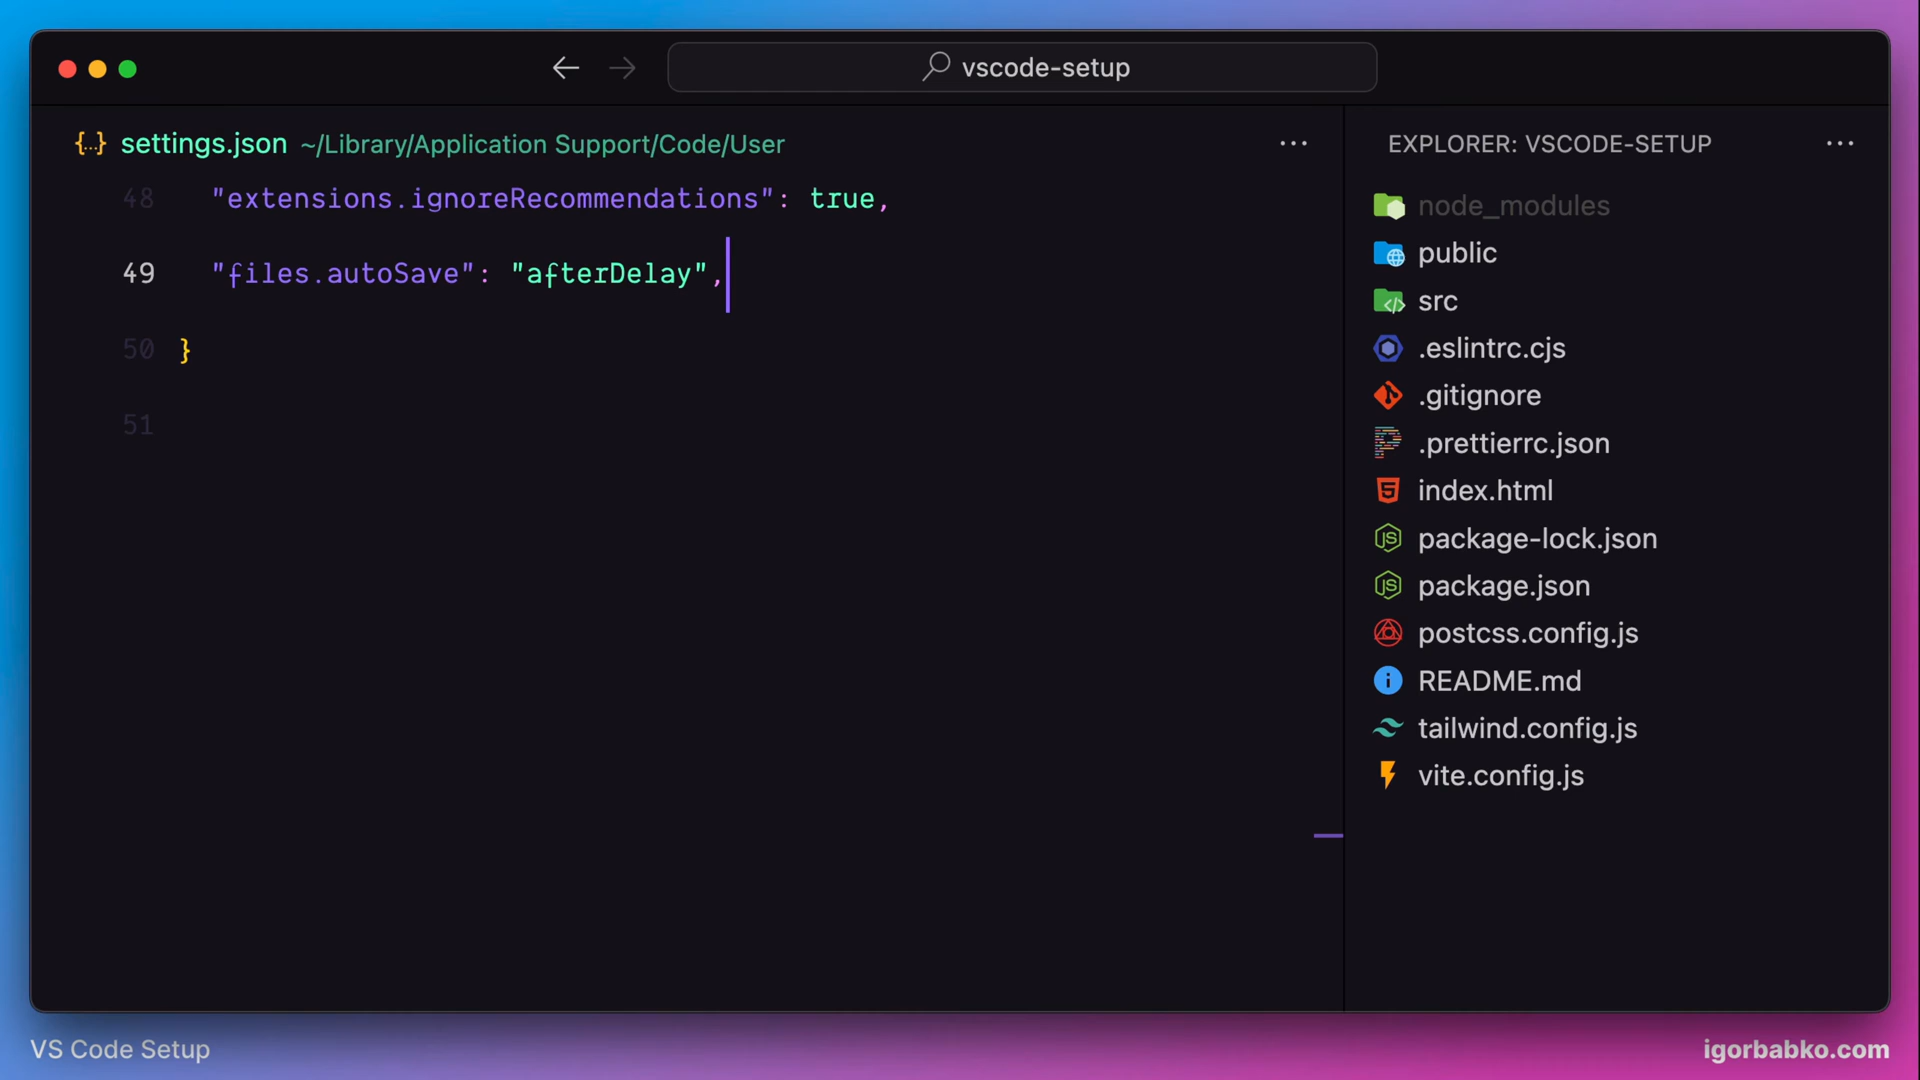 vscode-setup
{..} settings.json ~/Library/Application Support/Code/User ...
48 "extensions.ignoreRecommendations": true,
49 "files.autoSave": "afterDelay",
50 }
51
EXPLORER: VSCODE-SETUP ...
node_modules
public
src
.eslintrc.cjs
.gitignore
.prettierrc.json
index.html
package-lock.json
package.json
postcss.config.js
README.md
tailwind.config.js
vite.config.js
VS Code Setup
igorbabko.com